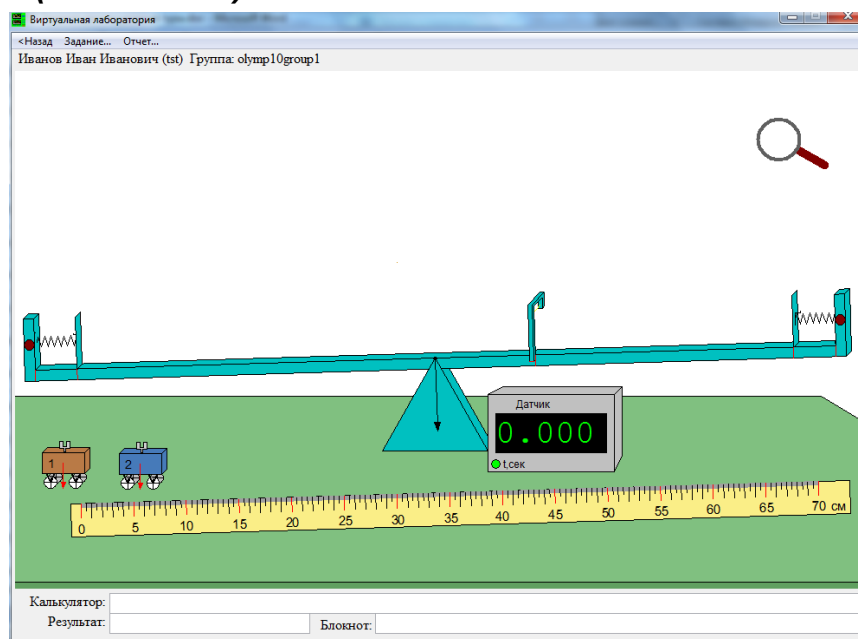 Виртуальная лаборатория
<Назад Задание... Отчет...
Иванов Иван Иванович (tst) Группа: olymp10group1
Датчик
0.000
t,сек
1
2
0 5 10 15 20 25 30 35 40 45 50 55 60 65 70 см
Калькулятор:
Результат: Блокнот: